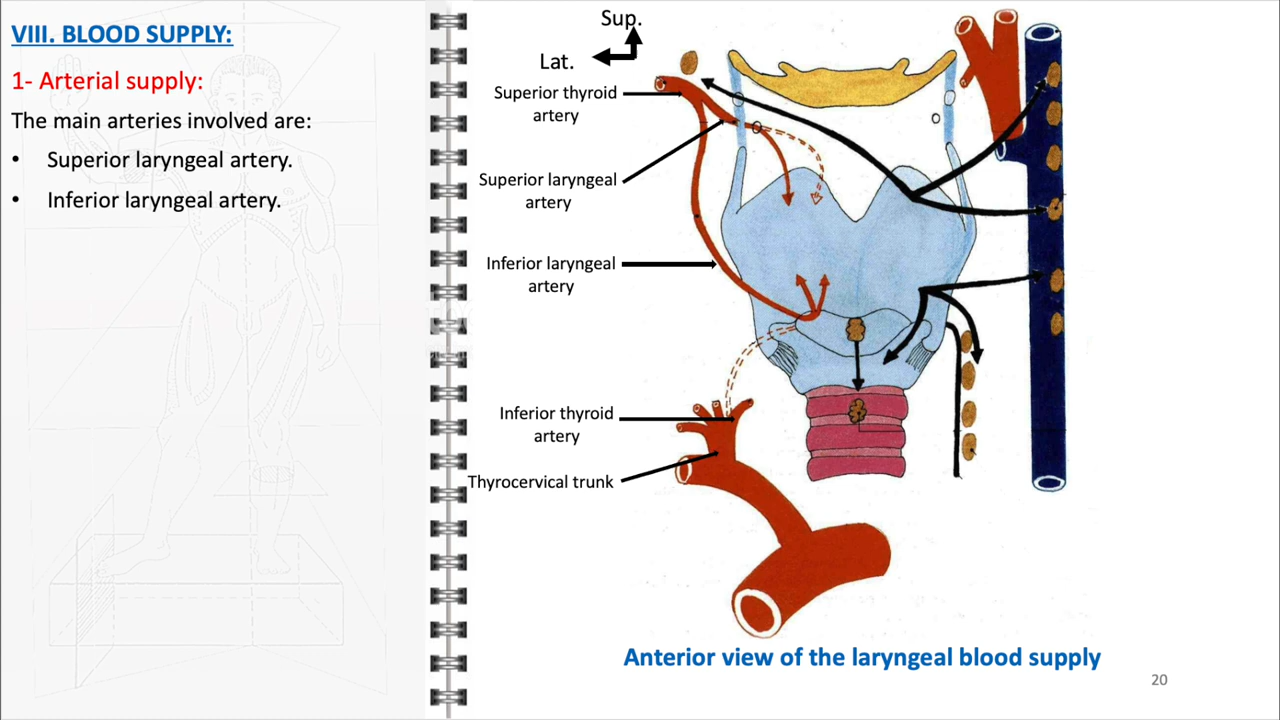 VIII. BLOOD SUPPLY:
1- Arterial supply:
The main arteries involved are:
• Superior laryngeal artery.
• Inferior laryngeal artery.
Sup.
Lat.
Superior thyroid
artery
Superior laryngeal
artery
Inferior laryngeal
artery
Inferior thyroid
artery
Thyrocervical trunk
Anterior view of the laryngeal blood supply
20